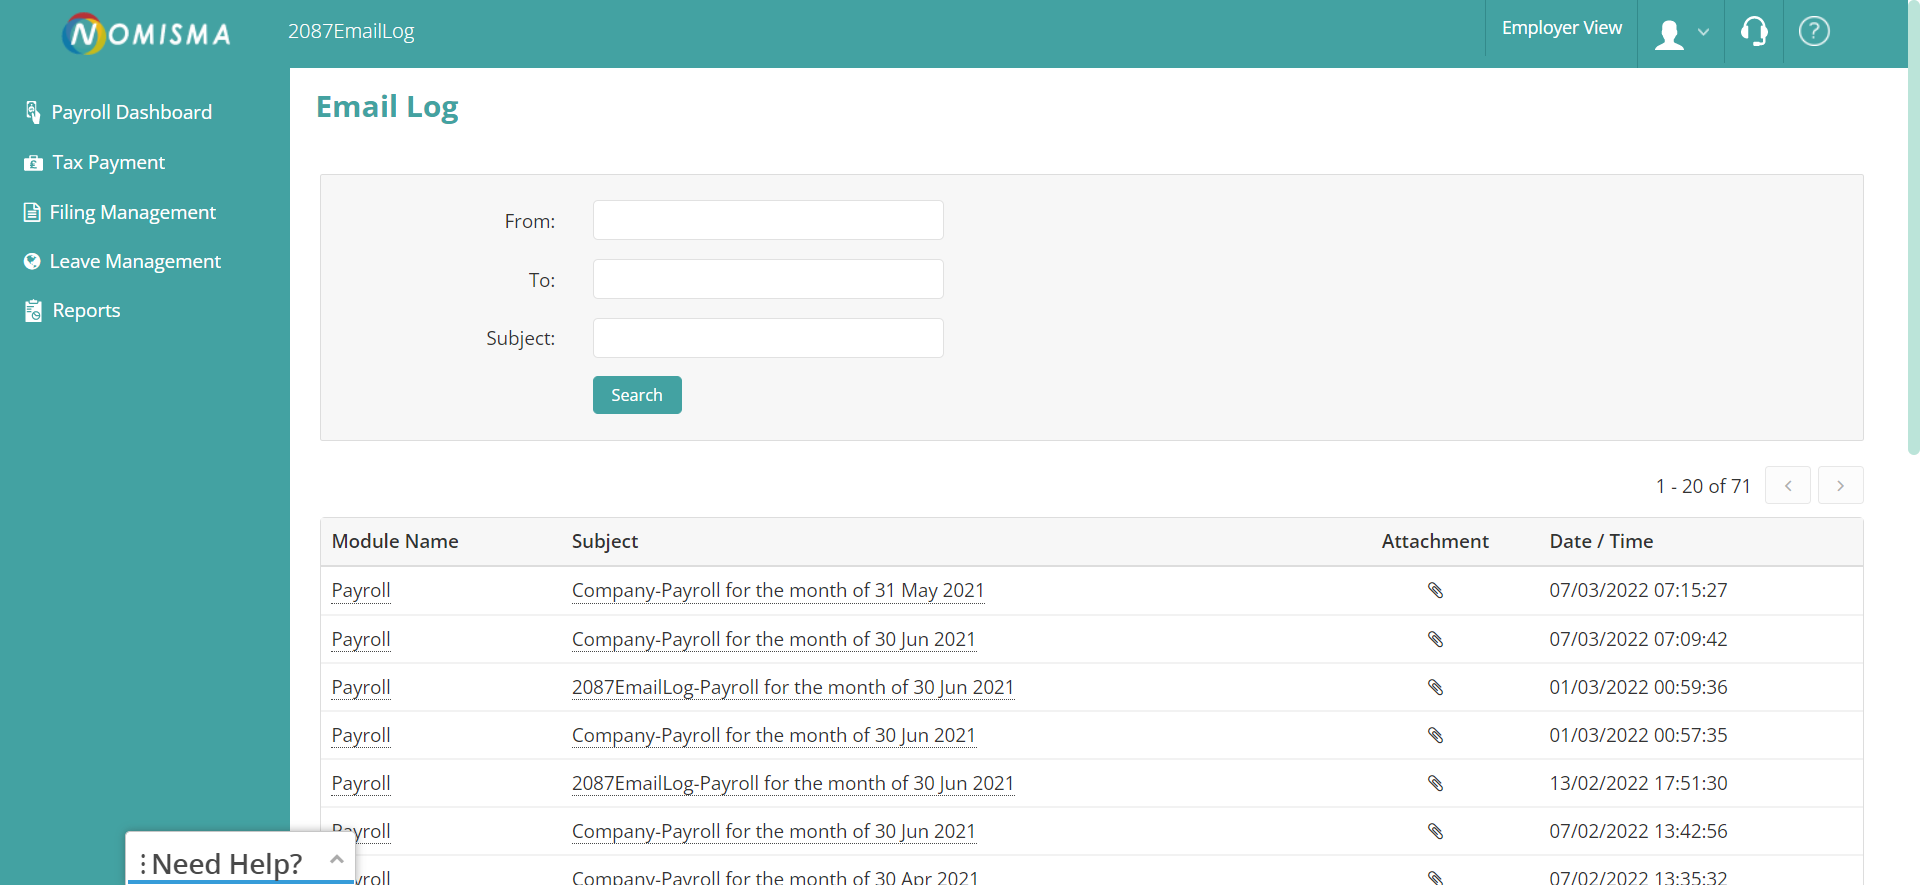 NOMISMA
2087EmailLog
Employer View
?
Payroll Dashboard
Tax Payment
Filing Management
Leave Management
Reports
Email Log
From:
To:
Subject:
Search
1 - 20 of 71
Module Name Subject Attachment Date / Time
Payroll Company-Payroll for the month of 31 May 2021 07/03/2022 07:15:27
Payroll Company-Payroll for the month of 30 Jun 2021 07/03/2022 07:09:42
Payroll 2087EmailLog-Payroll for the month of 30 Jun 2021 01/03/2022 00:59:36
Payroll Company-Payroll for the month of 30 Jun 2021 01/03/2022 00:57:35
Payroll 2087EmailLog-Payroll for the month of 30 Jun 2021 13/02/2022 17:51:30
Payroll Company-Payroll for the month of 30 Jun 2021 07/02/2022 13:42:56
yroll Company-Payroll for the month of 30 Apr 2021 07/02/2022 13:35:32
Need Help?